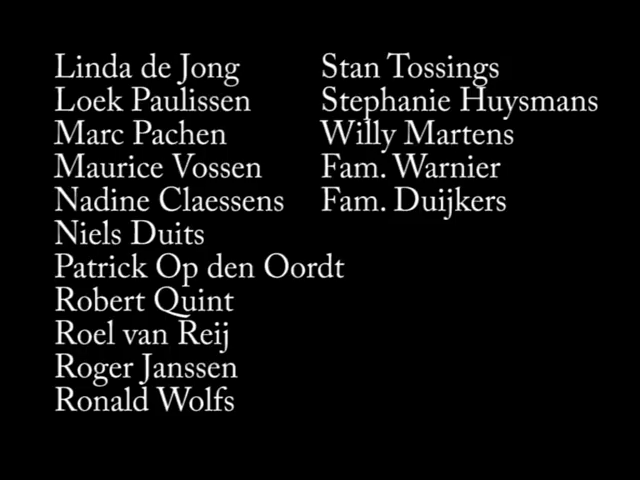 Linda de Jong
Loek Paulissen
Marc Pachen
Maurice Vossen
Nadine Claessens
Niels Duits
Patrick Op den Oordt
Robert Quint
Roel van Reij
Roger Janssen
Ronald Wolfs
Stan Tossings
Stephanie Huysmans
Willy Martens
Fam. Warnier
Fam. Duijkers